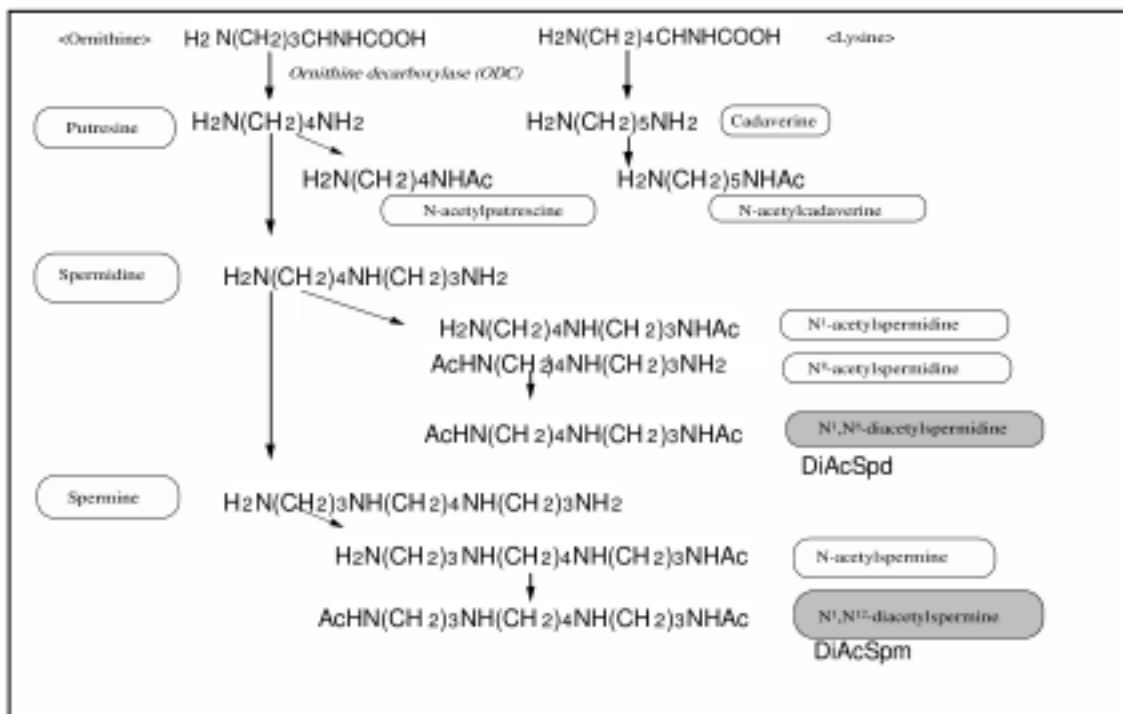 <Ornithine> H2 N(CH2)3CHNHCOOH H2N(CH 2)4CHNHCOOH <Lysine>
Ornithine decarboxylase (ODC)
Putresine H2N(CH2)4NH2 H2N(CH2)5NH2 Cadaverine
H2N(CH2)4NHAc H2N(CH2)5NHAc
N-acetylputrescine N-acetylcadaverine
Spermidine H2N(CH2)4NH(CH2)3NH2
H2N(CH2)4NH(CH2)3NHAc N¹-acetylspermidine
AcHN(CH2)4NH(CH2)3NH2 N⁸-acetylspermidine
AcHN(CH2)4NH(CH2)3NHAc N¹,N⁸-diacetylspermidine
DiAcSpd
Spermine H2N(CH2)3NH(CH2)4NH(CH2)3NH2
H2N(CH2)3NH(CH2)4NH(CH2)3NHAc N-acetylspermine
AcHN(CH2)3NH(CH2)4NH(CH2)3NHAc N¹,N¹²-diacetylspermine
DiAcSpm